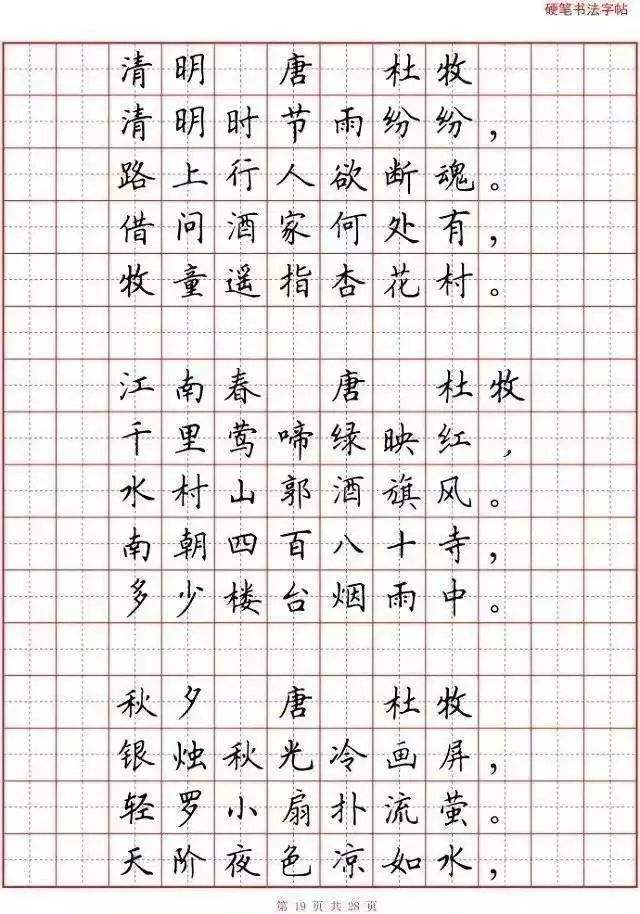 硬笔书法字帖
清明 唐 杜牧
清明时节雨纷纷，
路上行人欲断魂。
借问酒家何处有，
牧童遥指杏花村。
江南春 唐 杜牧
千里莺啼绿映红，
水村山郭酒旗风。
南朝四百八十寺，
多少楼台烟雨中。
秋夕 唐 杜牧
银烛秋光冷画屏，
轻罗小扇扑流萤。
天阶夜色凉如水，
第 19 页 共 28 页